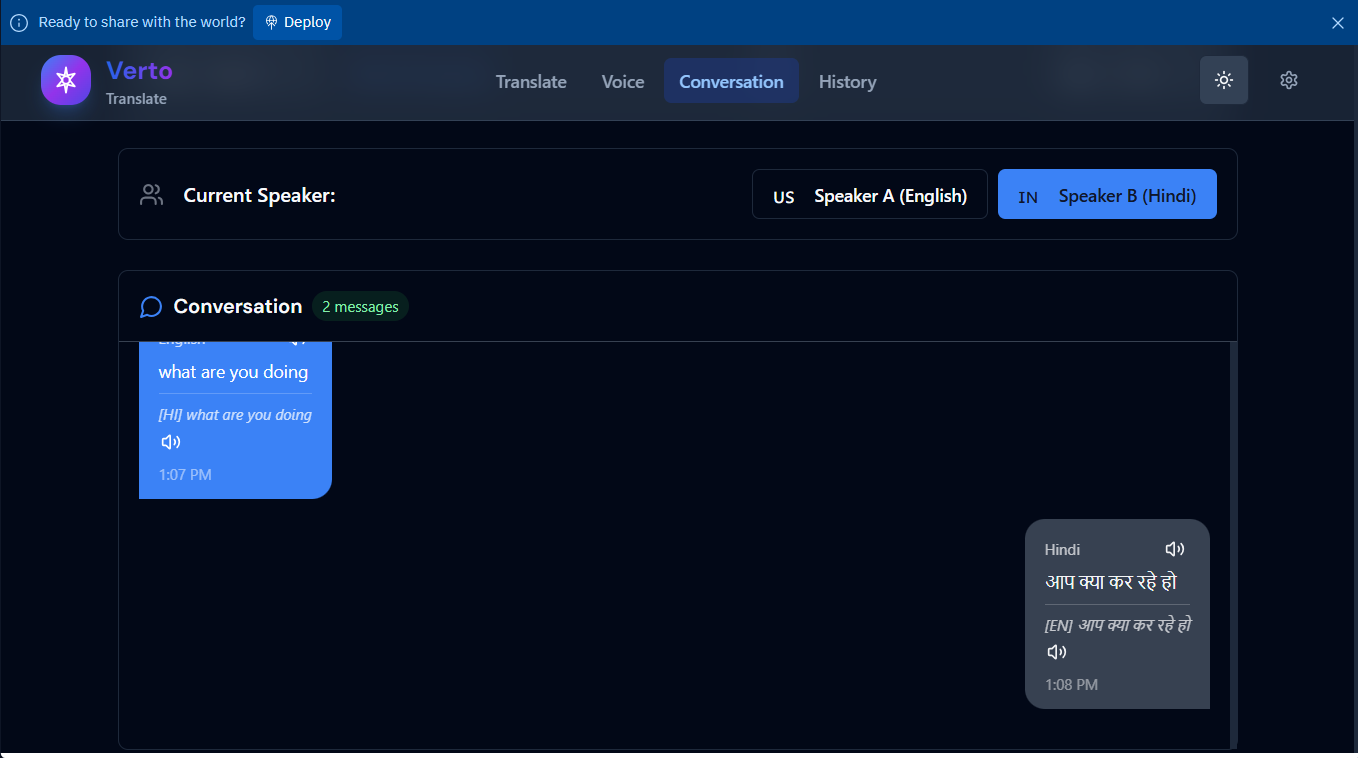 Ready to share with the world? Deploy
Verto
Translate
Translate Voice Conversation History
Current Speaker:
US Speaker A (English)
IN Speaker B (Hindi)
Conversation 2 messages
English
what are you doing
[HI] what are you doing
1:07 PM
Hindi
आप क्या कर रहे हो
[EN] आप क्या कर रहे हो
1:08 PM